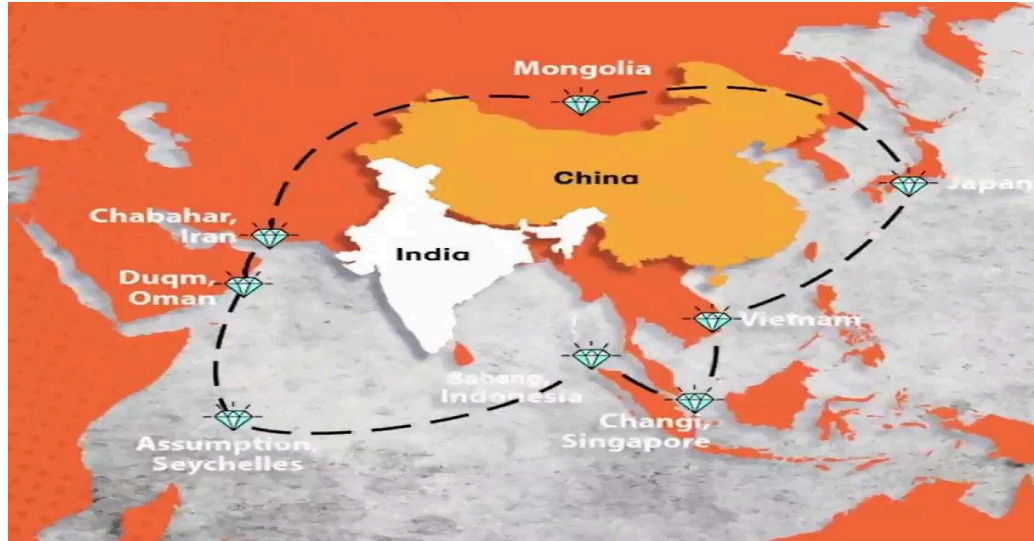 Mongolia
China
Japan
Chabahar,
Iran
India
Duqm,
Oman
Vietnam
Sabang,
Indonesia
Changi,
Singapore
Assumption,
Seychelles